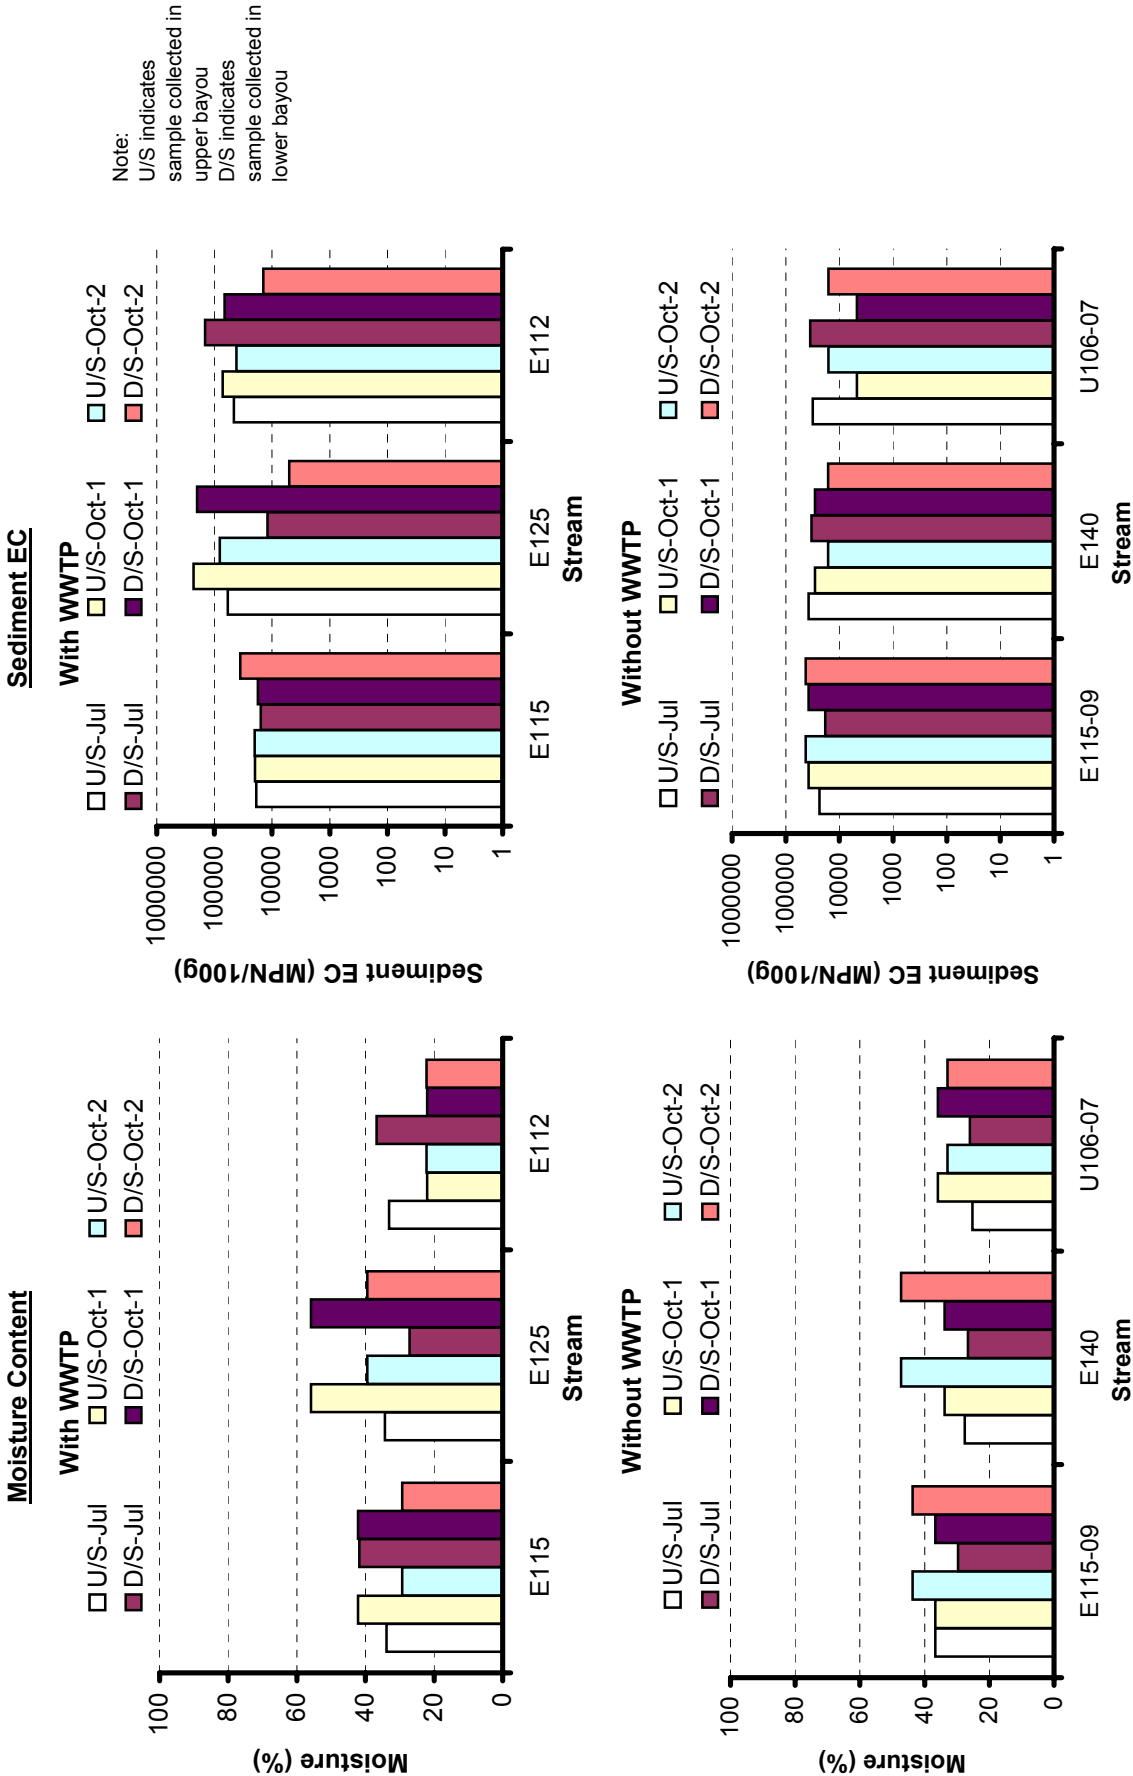 Moisture Content
With WWTP
U/S-Jul
U/S-Oct-1
U/S-Oct-2
D/S-Jul
D/S-Oct-1
D/S-Oct-2
100
80
60
40
20
0
Moisture (%)
E115
E125
E112
Stream
Sediment EC
With WWTP
U/S-Jul
U/S-Oct-1
U/S-Oct-2
D/S-Jul
D/S-Oct-1
D/S-Oct-2
1000000
100000
10000
1000
100
10
1
Sediment EC (MPN/100g)
E115
E125
E112
Stream
Note:
U/S indicates
sample collected in
upper bayou
D/S indicates
sample collected in
lower bayou
Without WWTP
U/S-Jul
U/S-Oct-1
U/S-Oct-2
D/S-Jul
D/S-Oct-1
D/S-Oct-2
100
80
60
40
20
0
Moisture (%)
E115-09
E140
U106-07
Stream
Without WWTP
U/S-Jul
U/S-Oct-1
U/S-Oct-2
D/S-Jul
D/S-Oct-1
D/S-Oct-2
1000000
100000
10000
1000
100
10
1
Sediment EC (MPN/100g)
E115-09
E140
U106-07
Stream